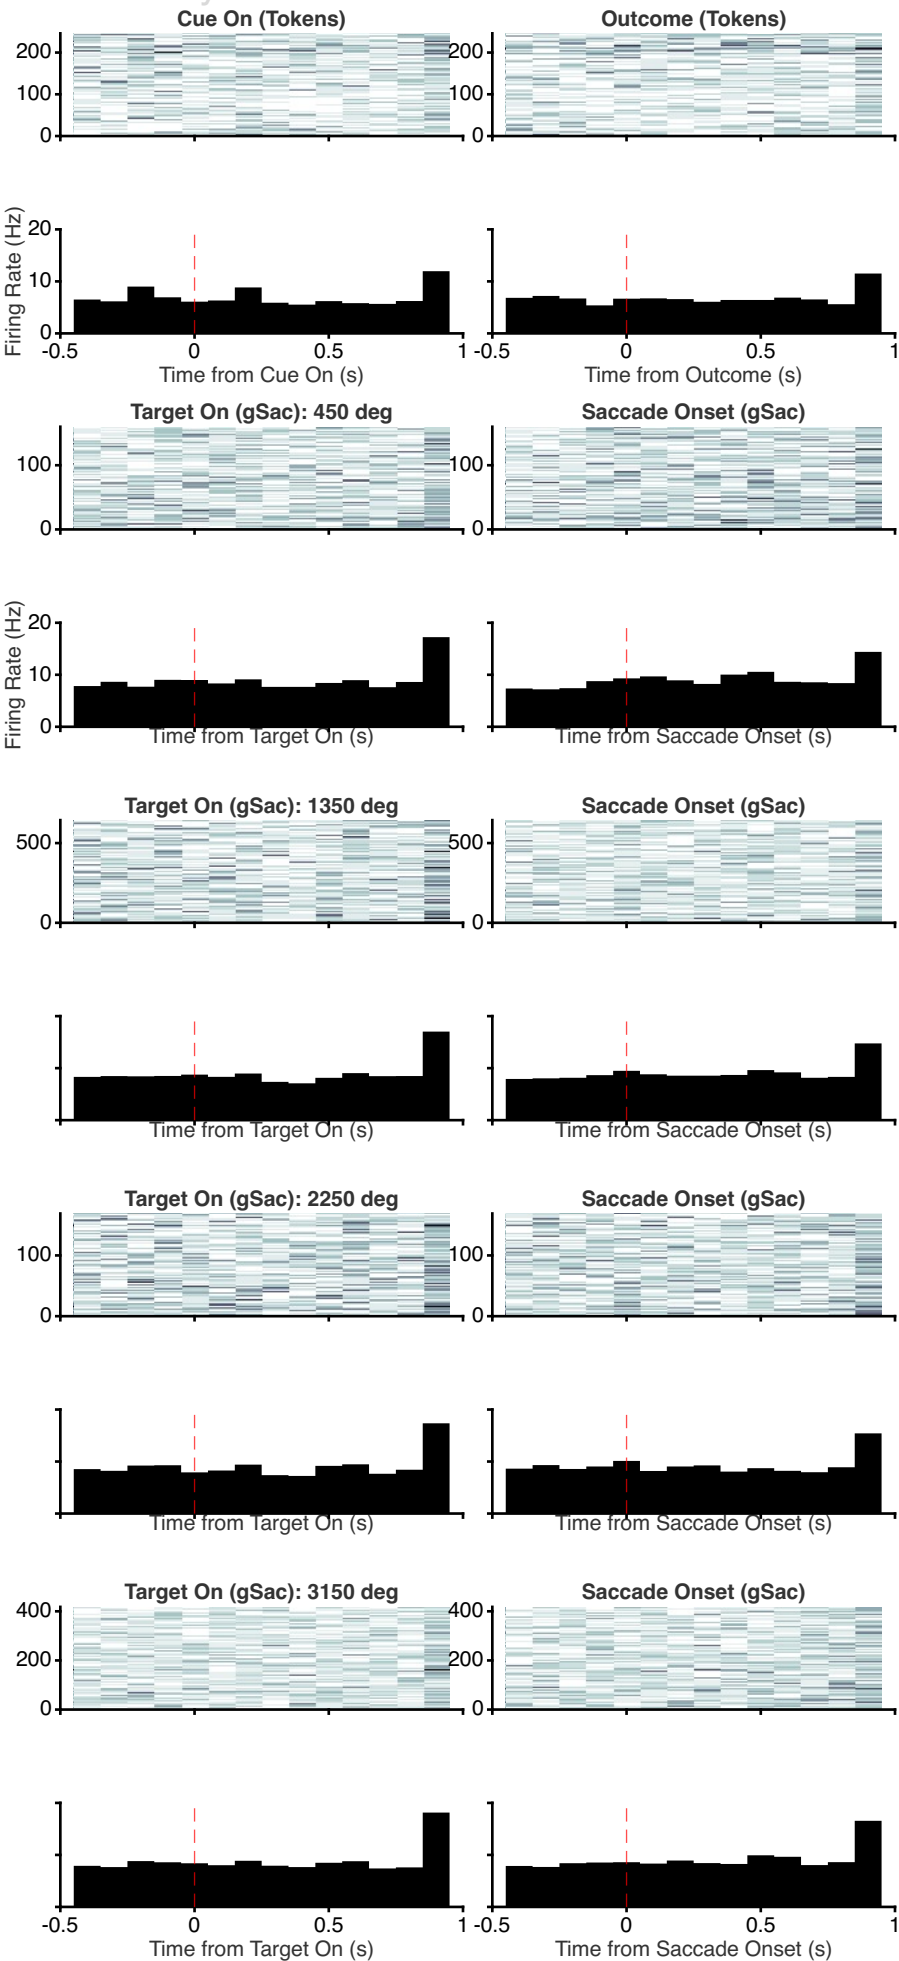 Cue On (Tokens)
Outcome (Tokens)
200
100
0
200
100
0
Firing Rate (Hz)
20
10
0
-0.5 0 0.5 1
Time from Cue On (s)
-0.5 0 0.5 1
Time from Outcome (s)
Target On (gSac): 450 deg
Saccade Onset (gSac)
100
0
100
0
Firing Rate (Hz)
20
10
0
Time from Target On (s)
Time from Saccade Onset (s)
Target On (gSac): 1350 deg
Saccade Onset (gSac)
500
0
500
0
Time from Target On (s)
Time from Saccade Onset (s)
Target On (gSac): 2250 deg
Saccade Onset (gSac)
100
0
100
0
Time from Target On (s)
Time from Saccade Onset (s)
Target On (gSac): 3150 deg
Saccade Onset (gSac)
400
200
0
400
200
0
-0.5 0 0.5 1
Time from Target On (s)
-0.5 0 0.5 1
Time from Saccade Onset (s)